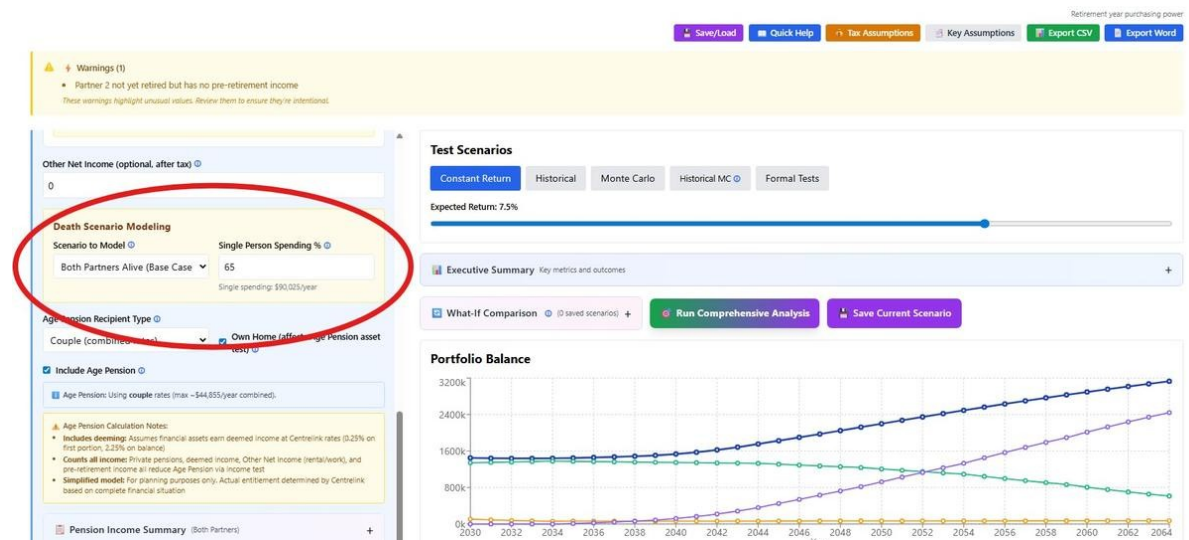 Retirement year purchasing power
Save/Load Quick Help Tax Assumptions Key Assumptions Export CSV Export Word
Warnings (1)
Partner 2 not yet retired but has no pre-retirement income
These warnings highlight unusual values. Review them to ensure they're intentional.
Other Net Income (optional, after tax)
0
Death Scenario Modeling
Scenario to Model Single Person Spending %
Both Partners Alive (Base Case 65
Single spending: $90,025/year
Age Pension Recipient Type
Couple (combined rates) Own Home (affects Age Pension asset
test)
Include Age Pension
Age Pension: Using couple rates (max ~$44,855/year combined).
Age Pension Calculation Notes:
Includes deeming: Assumes financial assets earn deemed income at Centrelink rates (0.25% on
first portion, 2.25% on balance)
Counts all income: Private pensions, deemed income, Other Net Income (rental/work), and
pre-retirement income all reduce Age Pension via income test
Simplified model: For planning purposes only. Actual entitlement determined by Centrelink
based on complete financial situation
Pension Income Summary (Both Partners) +
Test Scenarios
Constant Return Historical Monte Carlo Historical MC Formal Tests
Expected Return: 7.5%
Executive Summary Key metrics and outcomes +
What-If Comparison (0 saved scenarios) + Run Comprehensive Analysis Save Current Scenario
Portfolio Balance
3200k
2400k
1600k
800k
0k
2030 2032 2034 2036 2038 2040 2042 2044 2046 2048 2050 2052 2054 2056 2058 2060 2062 2064